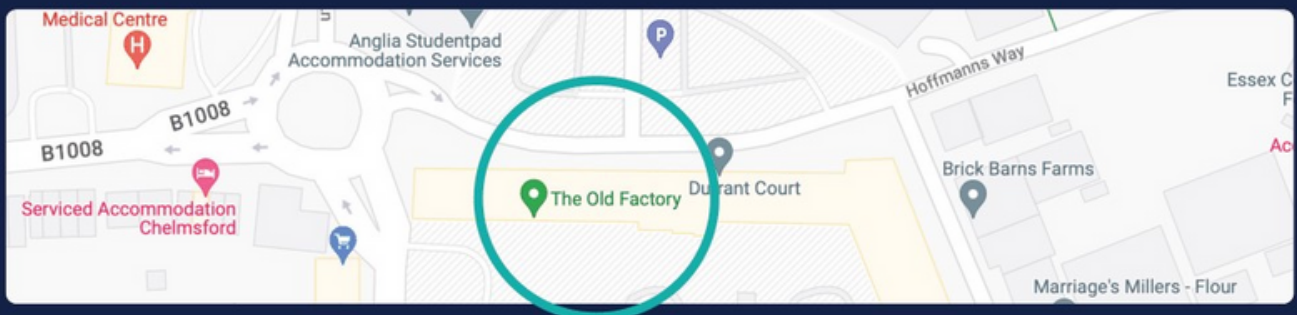 Medical Centre
H
Anglia Studentpad
Accommodation Services
P
Hoffmanns Way
Essex C
F
B1008
B1008
Ac
Brick Barns Farms
Durrant Court
The Old Factory
Serviced Accommodation
Chelmsford
Marriage's Millers - Flour